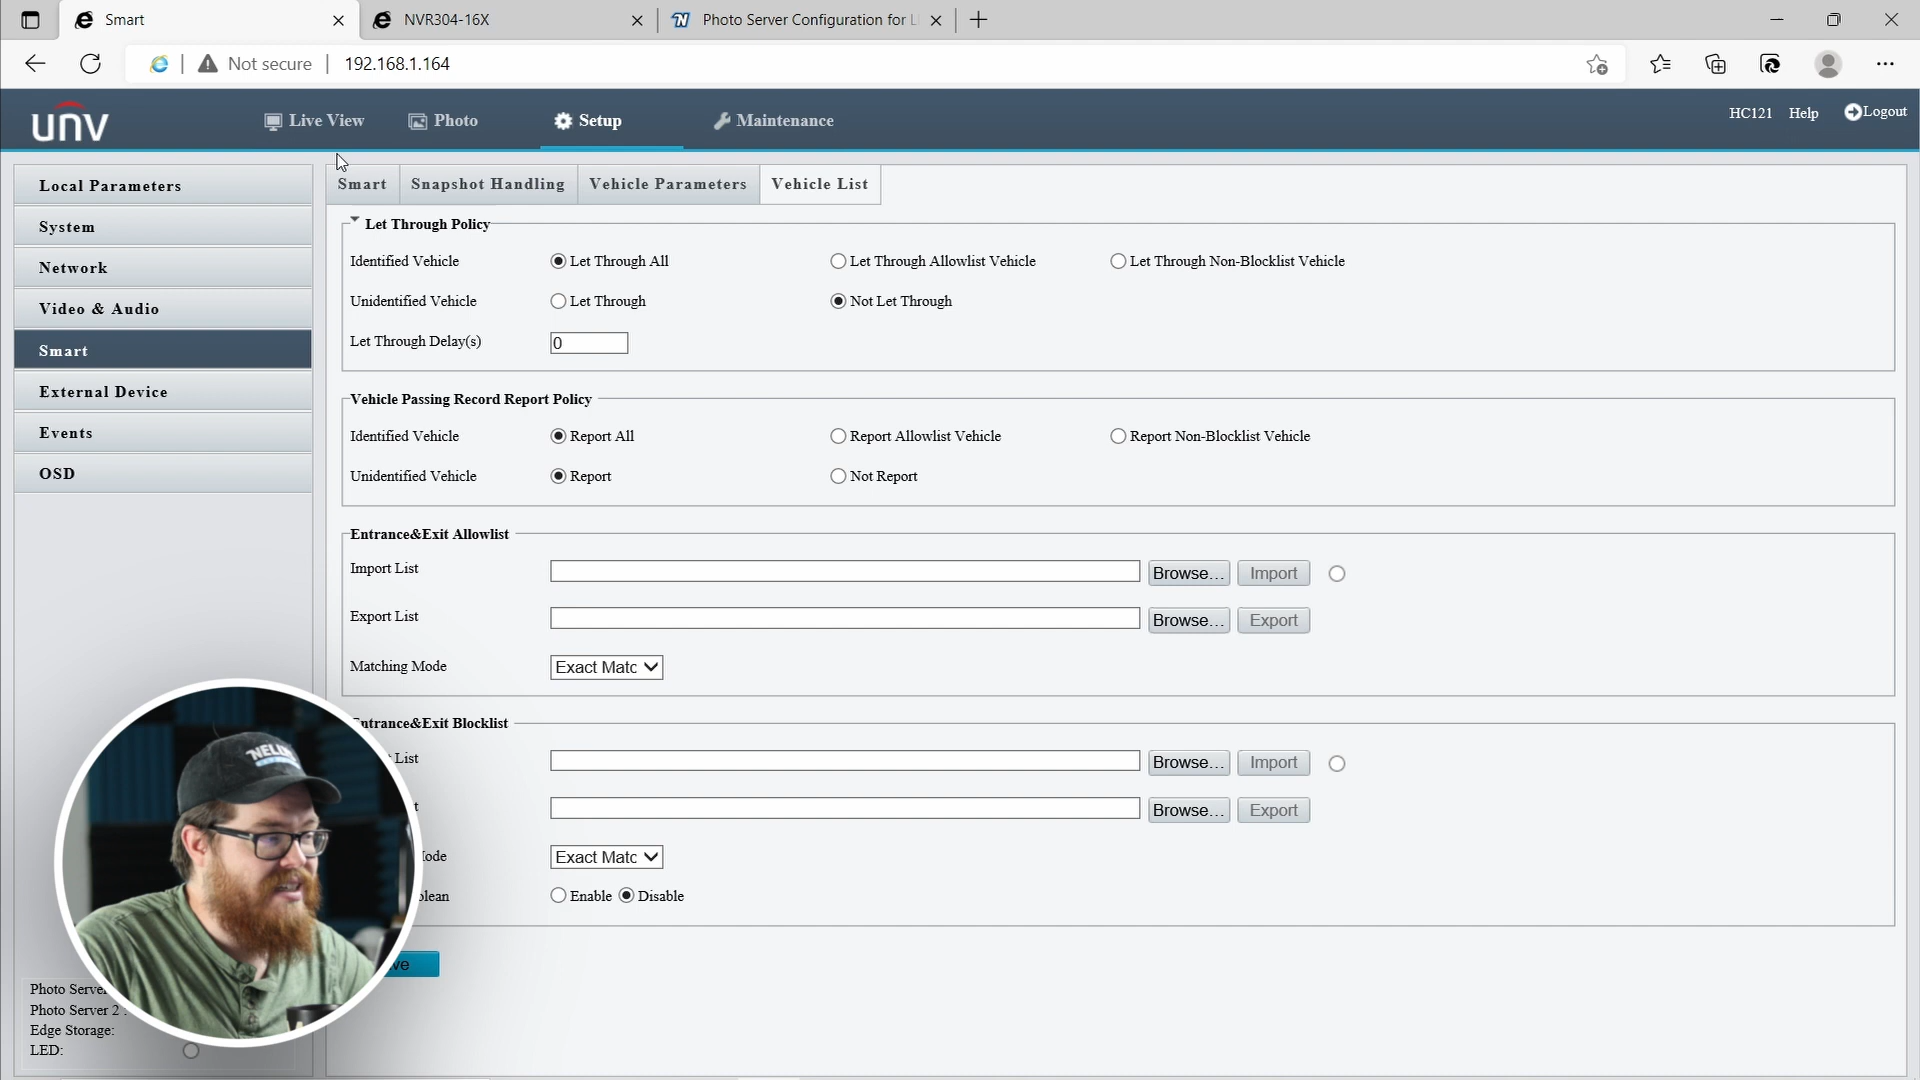 Smart
NVR304-16X
Photo Server Configuration for L
Not secure
192.168.1.164
unv
Live View
Photo
Setup
Maintenance
HC121
Help
Logout
Local Parameters
System
Network
Video & Audio
Smart
External Device
Events
OSD
Smart
Snapshot Handling
Vehicle Parameters
Vehicle List
Let Through Policy
Identified Vehicle Let Through All Let Through Allowlist Vehicle Let Through Non-Blocklist Vehicle
Unidentified Vehicle Let Through Not Let Through
Let Through Delay(s) 0
Vehicle Passing Record Report Policy
Identified Vehicle Report All Report Allowlist Vehicle Report Non-Blocklist Vehicle
Unidentified Vehicle Report Not Report
Entrance&Exit Allowlist
Import List Browse... Import
Export List Browse... Export
Matching Mode Exact Matc
ntrance&Exit Blocklist
List Browse... Import
t Browse... Export
Iode Exact Matc
olean Enable Disable
ve
Photo Serve
Photo Server 2
Edge Storage:
LED: